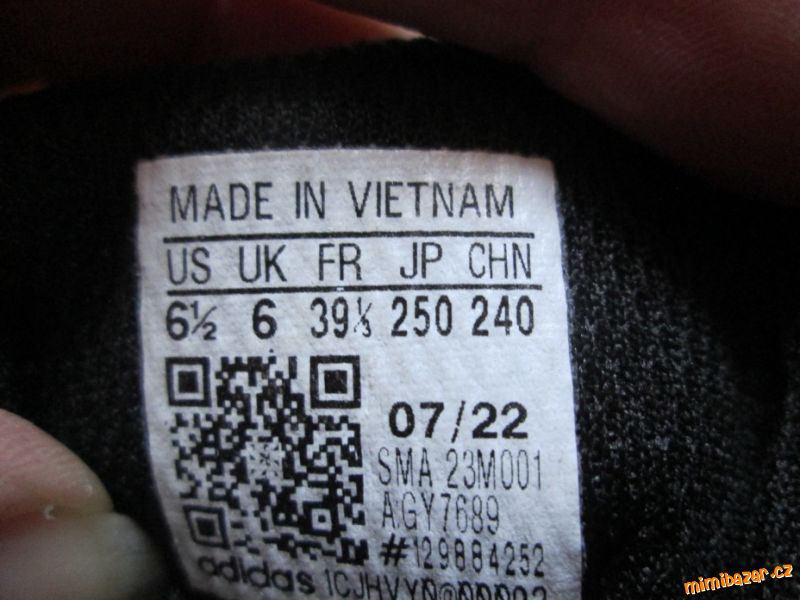 MADE IN VIETNAM
US UK FR JP CHN
6½ 6 39⅓ 250 240
07/22
SMA 23M001
AGY7689
#129884252
adidas
mimibazar.cz